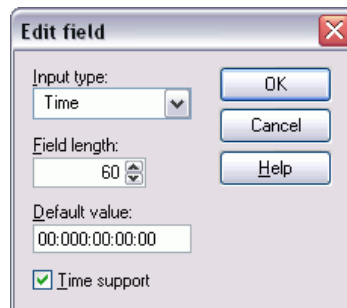 Edit field
Input type:
Time
OK
Cancel
Field length:
60
Help
Default value:
00:000:00:00:00
Time support